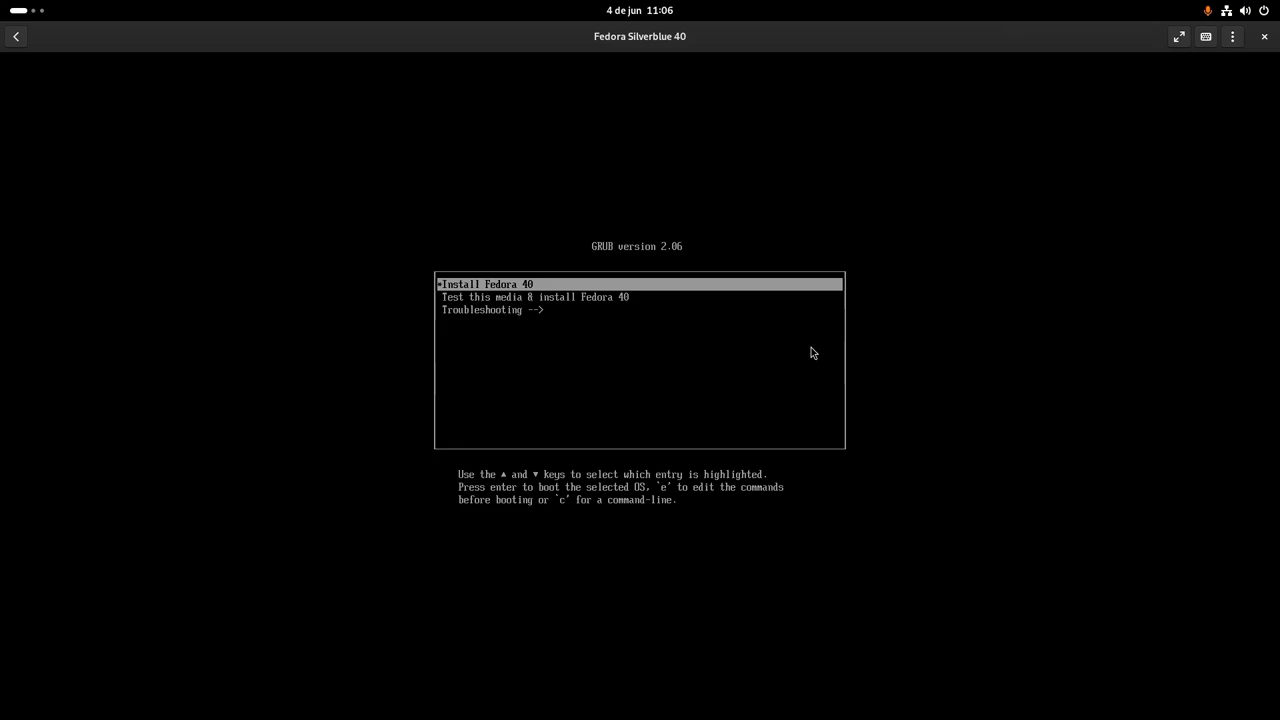 4 de jun 11:06
Fedora Silverblue 40
GRUB version 2.06
*Install Fedora 40
Test this media & install Fedora 40
Troubleshooting -->
Use the ▲ and ▼ keys to select which entry is highlighted.
Press enter to boot the selected OS, `e' to edit the commands
before booting or `c' for a command-line.